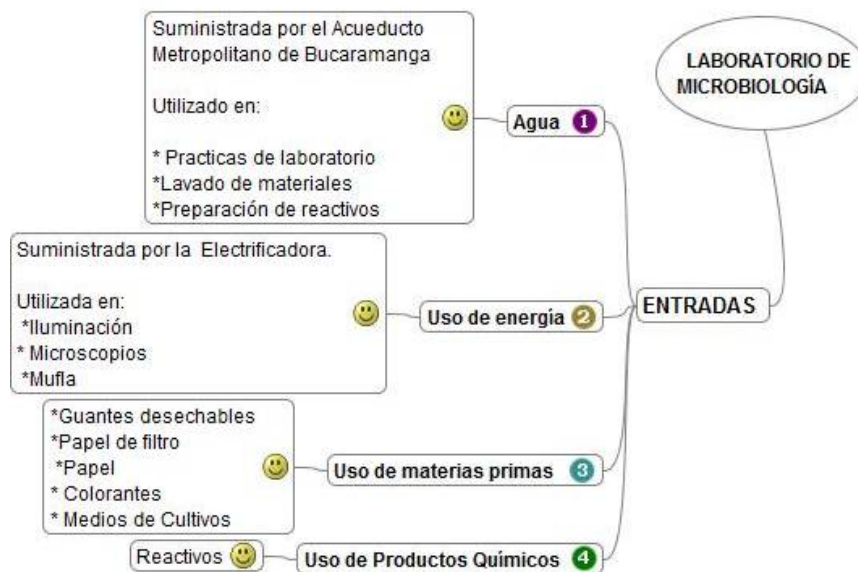 LABORATORIO DE
MICROBIOLOGÍA
ENTRADAS
Agua 1
Suministrada por el Acueducto
Metropolitano de Bucaramanga
Utilizado en:
* Practicas de laboratorio
*Lavado de materiales
*Preparación de reactivos
Uso de energía 2
Suministrada por la Electrificadora.
Utilizada en:
*Iluminación
* Microscopios
*Mufla
Uso de materias primas 3
*Guantes desechables
*Papel de filtro
*Papel
* Colorantes
* Medios de Cultivos
Uso de Productos Químicos 4
Reactivos